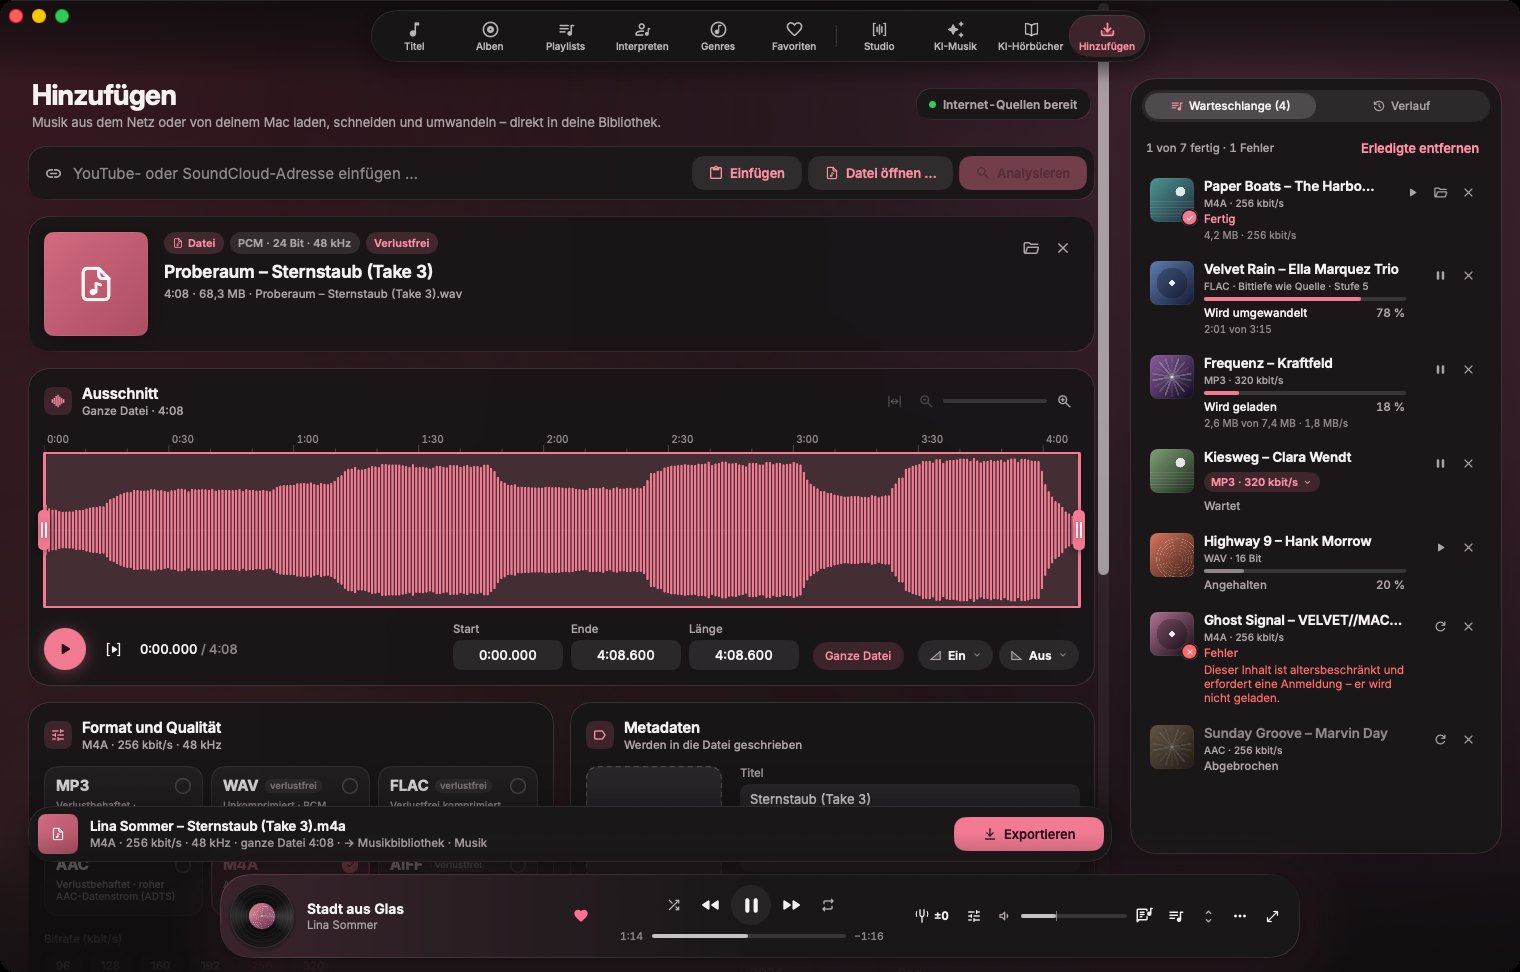 Titel
Alben
Playlists
Interpreten
Genres
Favoriten
Studio
KI-Musik
KI-Hörbücher
Hinzufügen
Hinzufügen
Musik aus dem Netz oder von deinem Mac laden, schneiden und umwandeln – direkt in deine Bibliothek.
Internet-Quellen bereit
YouTube- oder SoundCloud-Adresse einfügen ...
Einfügen
Datei öffnen ...
Analysieren
Datei
PCM · 24 Bit · 48 kHz
Verlustfrei
Proberaum – Sternstaub (Take 3)
4:08 · 68,3 MB · Proberaum – Sternstaub (Take 3).wav
Ausschnitt
Ganze Datei · 4:08
0:00
0:30
1:00
1:30
2:00
2:30
3:00
3:30
4:00
0:00.000 / 4:08
Start
0:00.000
Ende
4:08.600
Länge
4:08.600
Ganze Datei
Ein
Aus
Format und Qualität
M4A · 256 kbit/s · 48 kHz
MP3
Verlustbehaftet ·
WAV verlustfrei
Unkomprimiert · PCM
FLAC verlustfrei
Verlustfrei komprimiert
AAC
Verlustbehaftet · roher
AAC-Datenstrom (ADTS)
M4A
AIFF verlustfrei
Bitrate (kbit/s)
96
128
160
192
256
320
Metadaten
Werden in die Datei geschrieben
Titel
Sternstaub (Take 3)
Lina Sommer – Sternstaub (Take 3).m4a
M4A · 256 kbit/s · 48 kHz · ganze Datei 4:08 · → Musikbibliothek · Musik
Exportieren
Warteschlange (4)
Verlauf
1 von 7 fertig · 1 Fehler
Erledigte entfernen
Paper Boats – The Harbo...
M4A · 256 kbit/s
Fertig
4,2 MB · 256 kbit/s
Velvet Rain – Ella Marquez Trio
FLAC · Bittiefe wie Quelle · Stufe 5
Wird umgewandelt
78 %
2:01 von 3:15
Frequenz – Kraftfeld
MP3 · 320 kbit/s
Wird geladen
18 %
2,6 MB von 7,4 MB · 1,8 MB/s
Kiesweg – Clara Wendt
MP3 · 320 kbit/s
Wartet
Highway 9 – Hank Morrow
WAV · 16 Bit
Angehalten
20 %
Ghost Signal – VELVET//MAC...
M4A · 256 kbit/s
Fehler
Dieser Inhalt ist altersbeschränkt und
erfordert eine Anmeldung – er wird
nicht geladen.
Sunday Groove – Marvin Day
AAC · 256 kbit/s
Abgebrochen
Stadt aus Glas
Lina Sommer
1:14
−1:16
±0